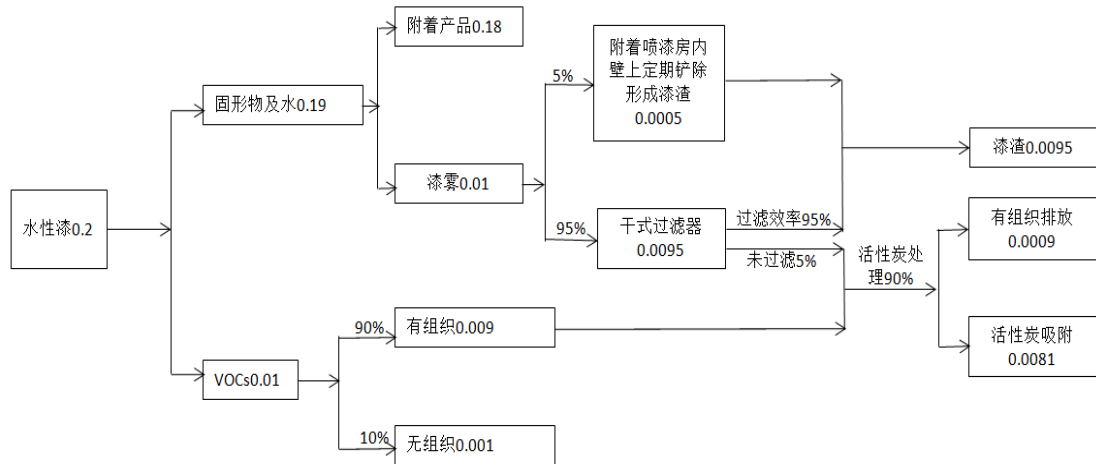 附着产品0.18
附着喷漆房内
壁上定期铲除
形成漆渣
0.0005
5%
固形物及水0.19
漆渣0.0095
漆雾0.01
水性漆0.2
95%
干式过滤器
0.0095
过滤效率95%
未过滤5%
有组织排放
0.0009
活性炭处
理90%
90%
有组织0.009
活性炭吸附
0.0081
VOCs0.01
10%
无组织0.001